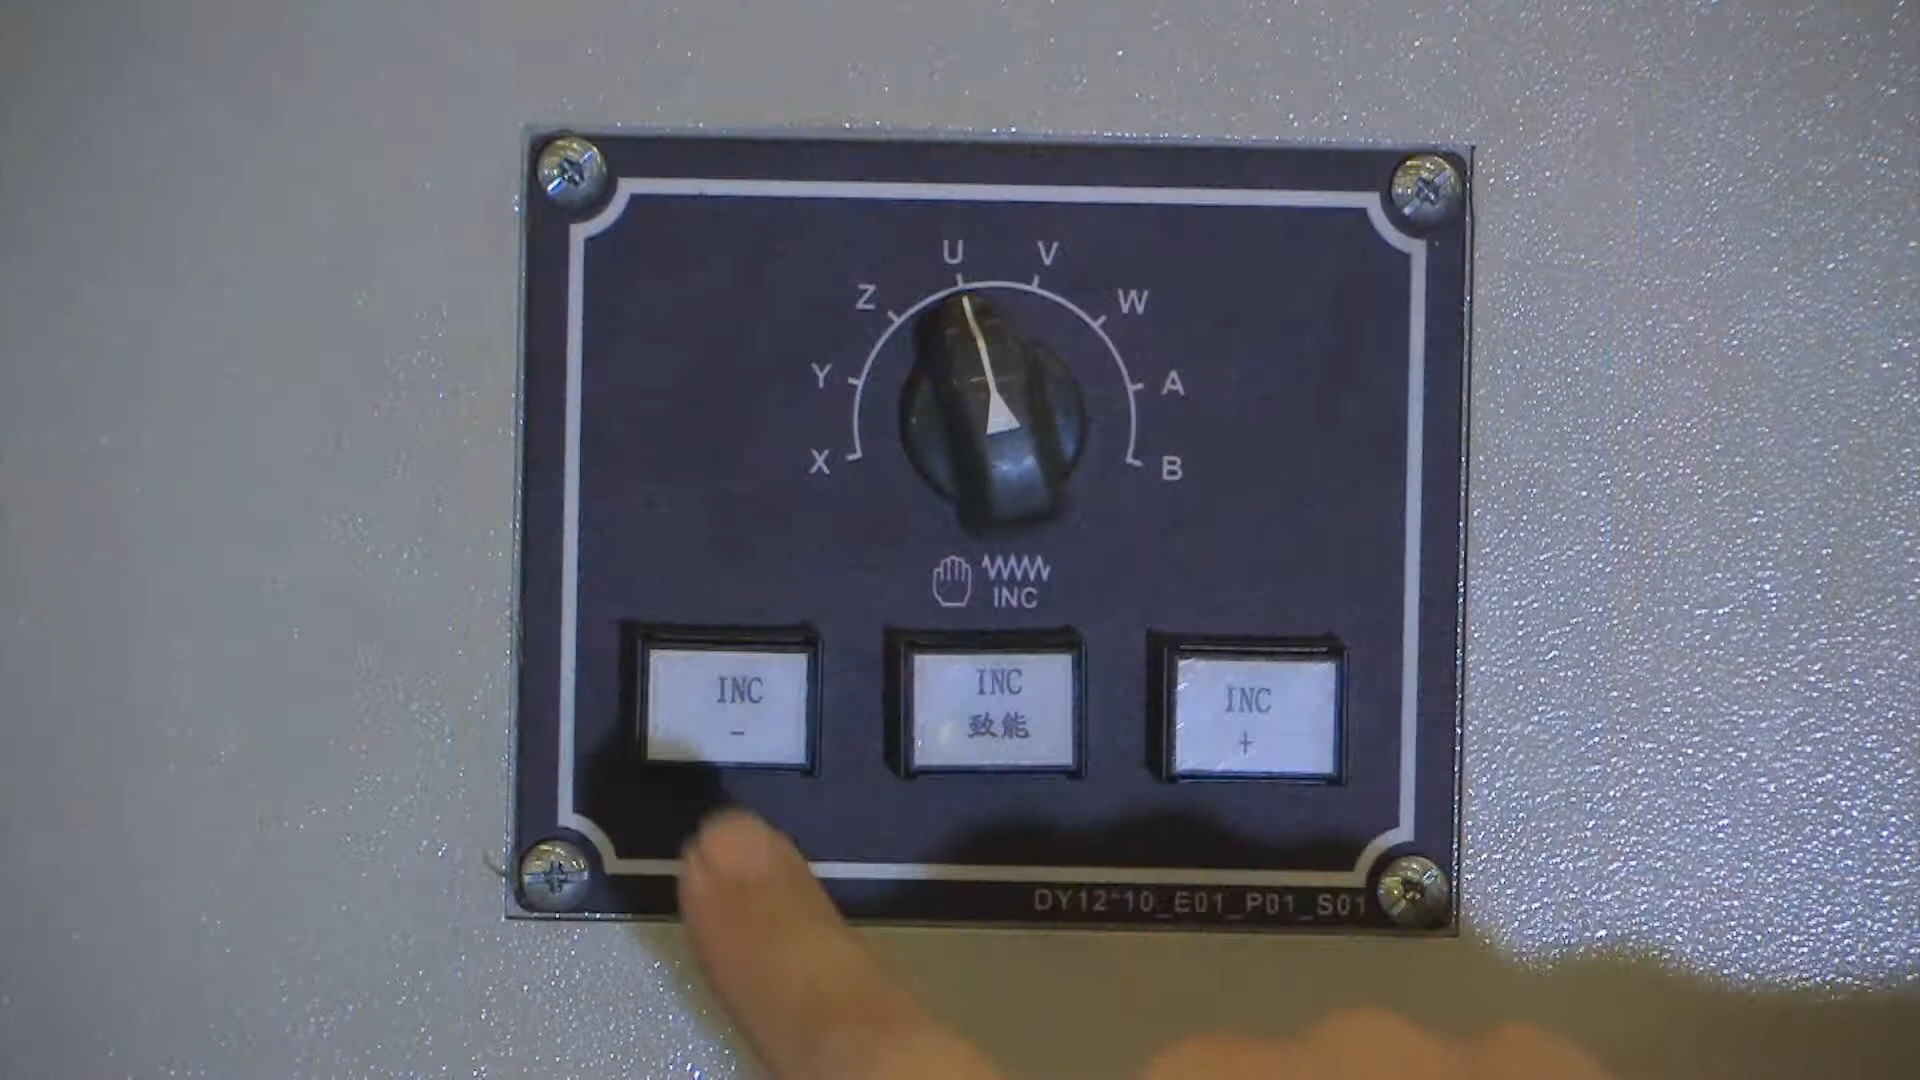 U V
Z W
Y A
X B
INC
INC
-
INC
致能
INC
+
DY12*10_E01_P01_S01